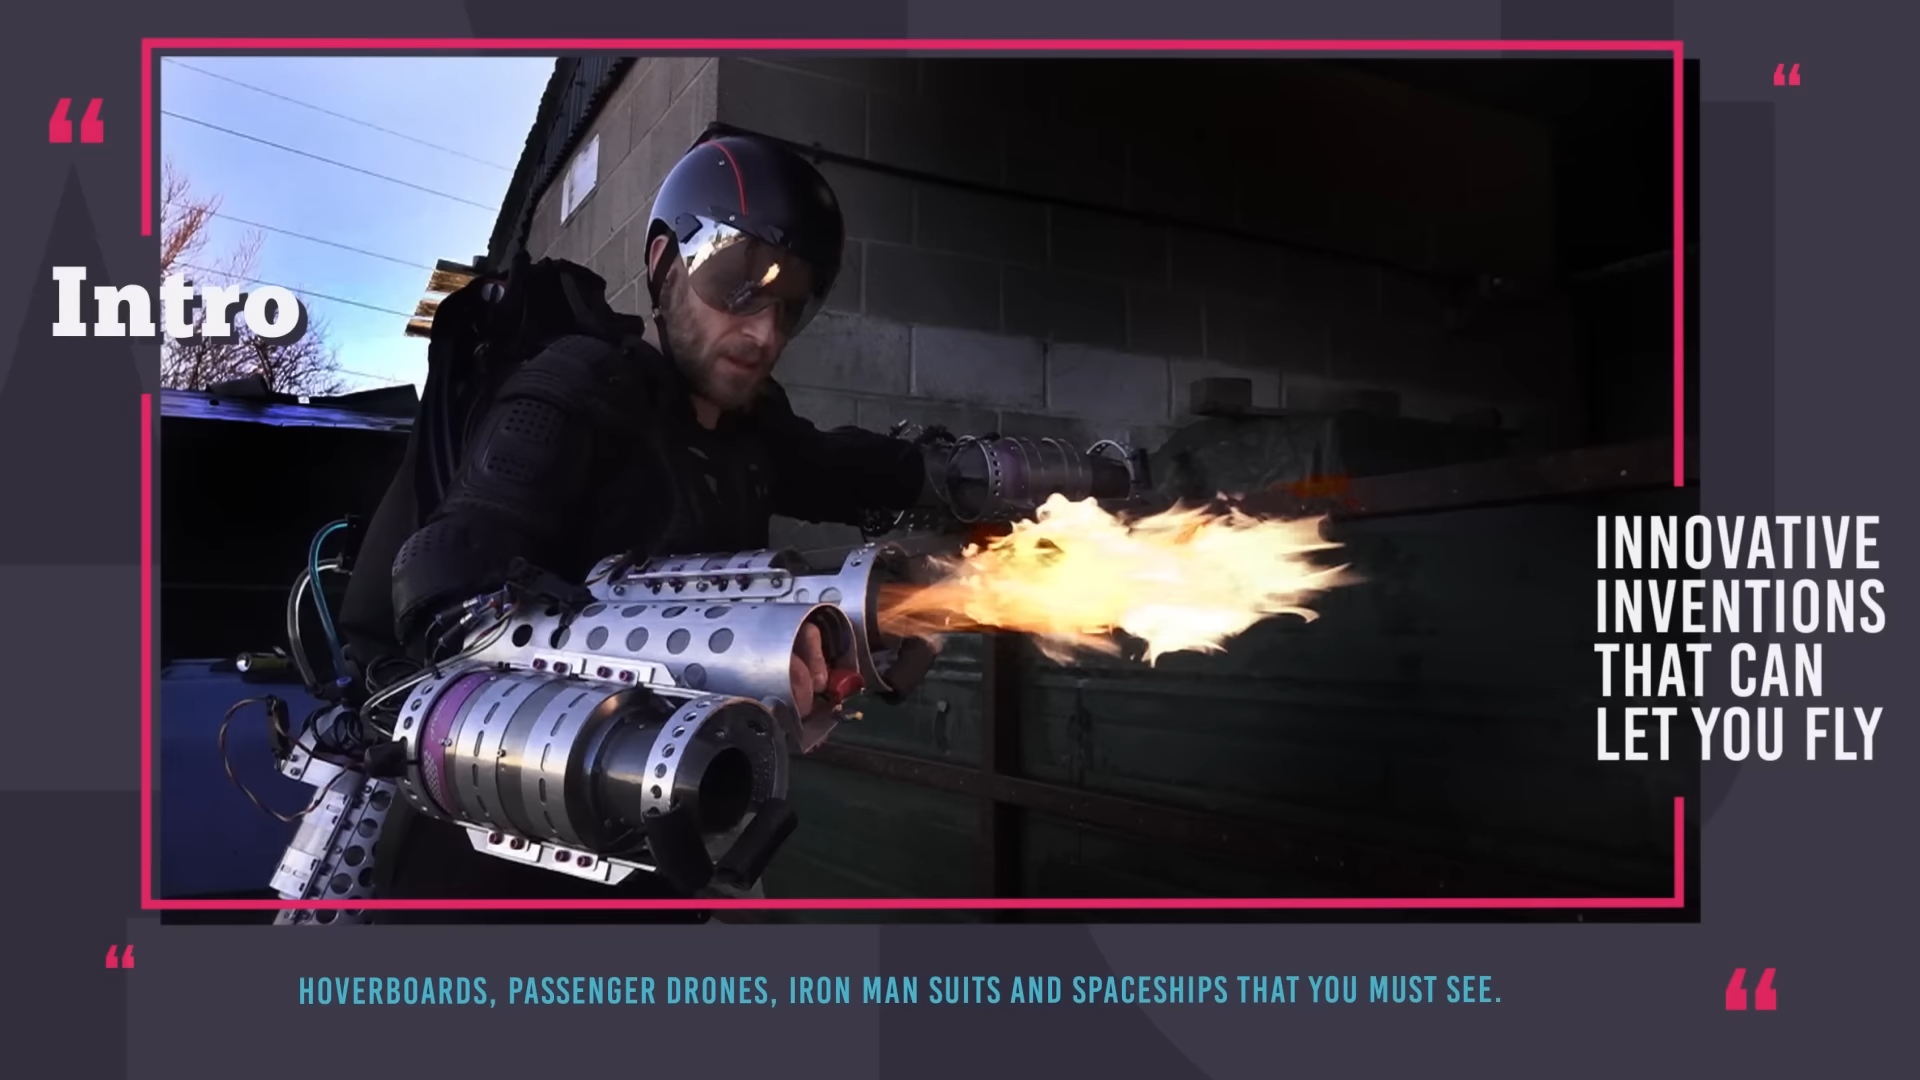 Intro
INNOVATIVE
INVENTIONS
THAT CAN
LET YOU FLY
HOVERBOARDS, PASSENGER DRONES, IRON MAN SUITS AND SPACESHIPS THAT YOU MUST SEE.